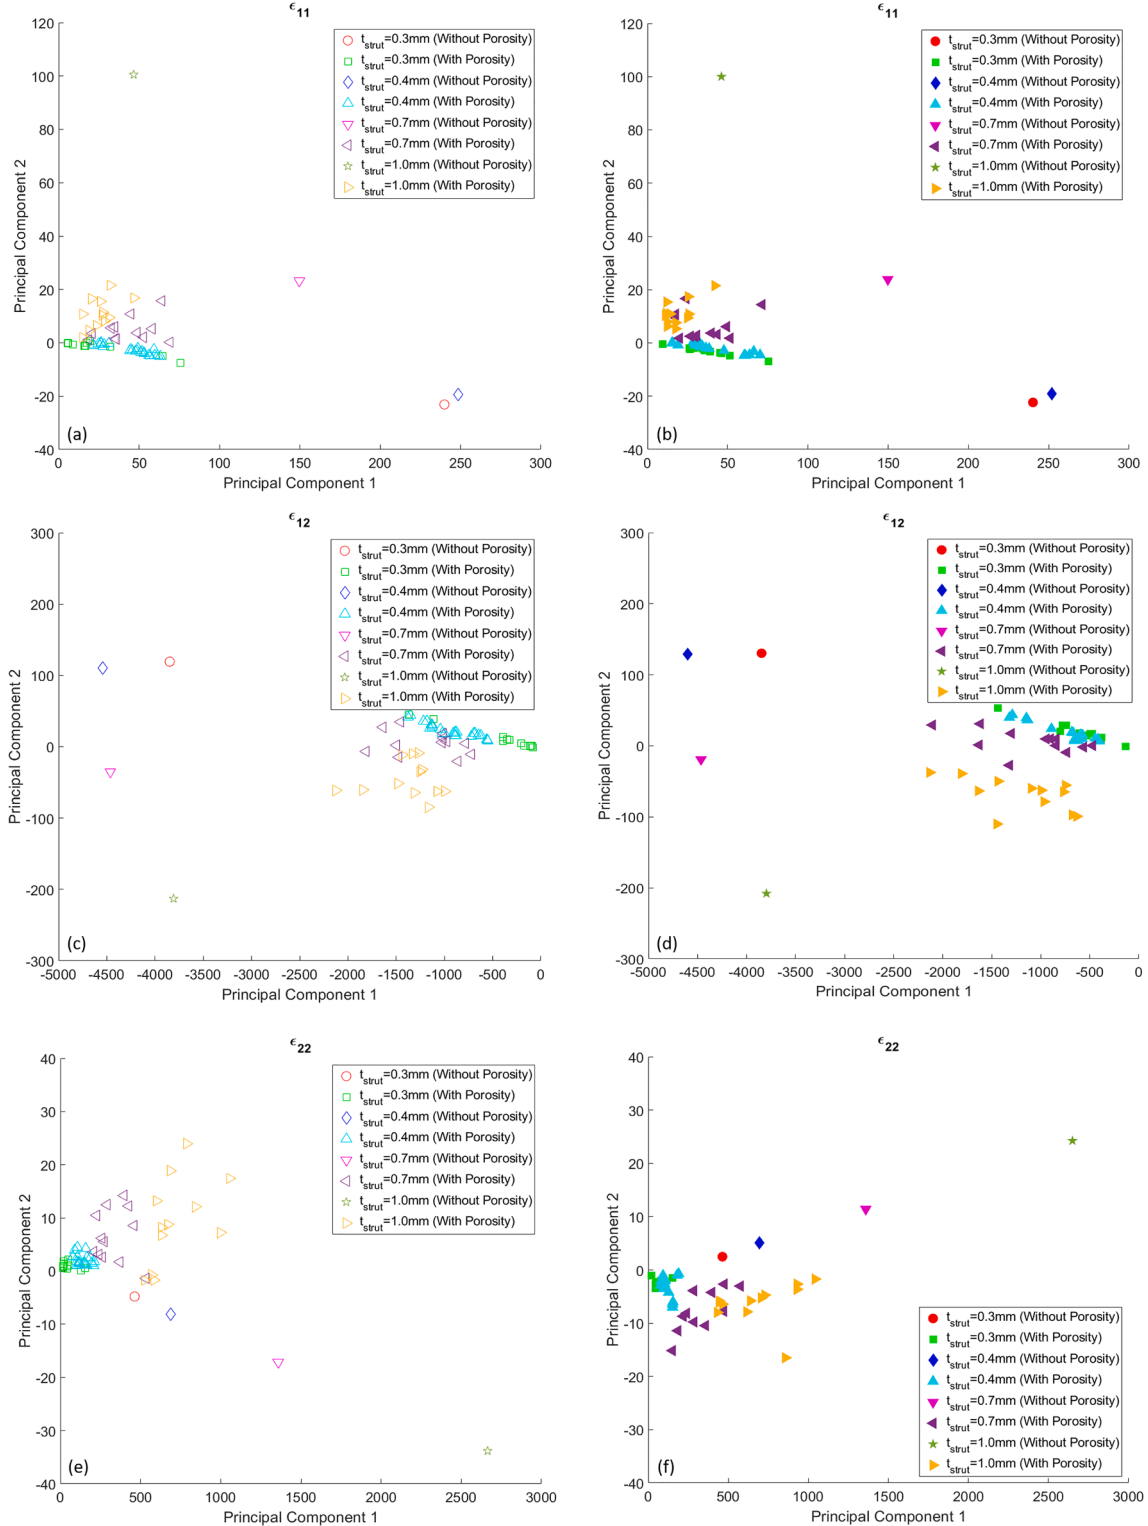 ϵ11
120
100
80
60
40
20
0
-20
-40
0 50 100 150 200 250 300
Principal Component 1
Principal Component 2
(a)
tstrut=0.3mm (Without Porosity)
tstrut=0.3mm (With Porosity)
tstrut=0.4mm (Without Porosity)
tstrut=0.4mm (With Porosity)
tstrut=0.7mm (Without Porosity)
tstrut=0.7mm (With Porosity)
tstrut=1.0mm (Without Porosity)
tstrut=1.0mm (With Porosity)
ϵ11
120
100
80
60
40
20
0
-20
-40
0 50 100 150 200 250 300
Principal Component 1
Principal Component 2
(b)
tstrut=0.3mm (Without Porosity)
tstrut=0.3mm (With Porosity)
tstrut=0.4mm (Without Porosity)
tstrut=0.4mm (With Porosity)
tstrut=0.7mm (Without Porosity)
tstrut=0.7mm (With Porosity)
tstrut=1.0mm (Without Porosity)
tstrut=1.0mm (With Porosity)
ϵ12
300
200
100
0
-100
-200
-300
-5000 -4500 -4000 -3500 -3000 -2500 -2000 -1500 -1000 -500 0
Principal Component 1
Principal Component 2
(c)
tstrut=0.3mm (Without Porosity)
tstrut=0.3mm (With Porosity)
tstrut=0.4mm (Without Porosity)
tstrut=0.4mm (With Porosity)
tstrut=0.7mm (Without Porosity)
tstrut=0.7mm (With Porosity)
tstrut=1.0mm (Without Porosity)
tstrut=1.0mm (With Porosity)
ϵ12
300
200
100
0
-100
-200
-300
-5000 -4500 -4000 -3500 -3000 -2500 -2000 -1500 -1000 -500 0
Principal Component 1
Principal Component 2
(d)
tstrut=0.3mm (Without Porosity)
tstrut=0.3mm (With Porosity)
tstrut=0.4mm (Without Porosity)
tstrut=0.4mm (With Porosity)
tstrut=0.7mm (Without Porosity)
tstrut=0.7mm (With Porosity)
tstrut=1.0mm (Without Porosity)
tstrut=1.0mm (With Porosity)
ϵ22
40
30
20
10
0
-10
-20
-30
-40
0 500 1000 1500 2000 2500 3000
Principal Component 1
Principal Component 2
(e)
tstrut=0.3mm (Without Porosity)
tstrut=0.3mm (With Porosity)
tstrut=0.4mm (Without Porosity)
tstrut=0.4mm (With Porosity)
tstrut=0.7mm (Without Porosity)
tstrut=0.7mm (With Porosity)
tstrut=1.0mm (Without Porosity)
tstrut=1.0mm (With Porosity)
ϵ22
40
30
20
10
0
-10
-20
-30
-40
0 500 1000 1500 2000 2500 3000
Principal Component 1
Principal Component 2
(f)
tstrut=0.3mm (Without Porosity)
tstrut=0.3mm (With Porosity)
tstrut=0.4mm (Without Porosity)
tstrut=0.4mm (With Porosity)
tstrut=0.7mm (Without Porosity)
tstrut=0.7mm (With Porosity)
tstrut=1.0mm (Without Porosity)
tstrut=1.0mm (With Porosity)